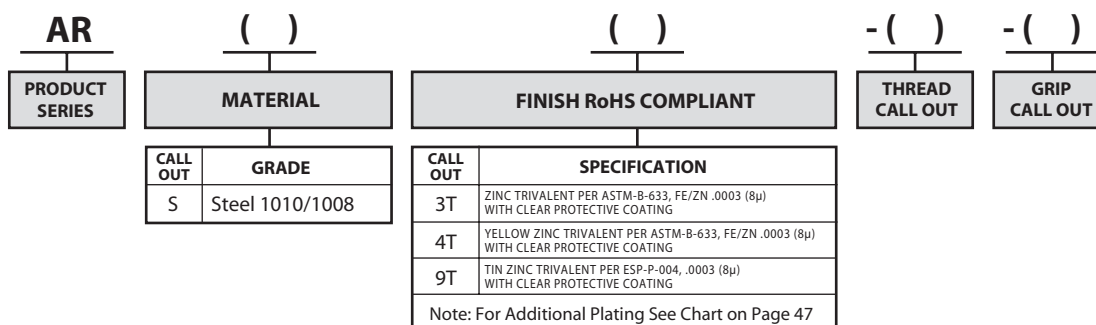 AR ( ) ( ) - ( ) - ( )
PRODUCT
SERIES
MATERIAL
FINISH RoHS COMPLIANT
THREAD
CALL OUT
GRIP
CALL OUT
CALL
OUT
GRADE
S Steel 1010/1008
CALL
OUT
SPECIFICATION
3T
ZINC TRIVALENT PER ASTM-B-633, FE/ZN .0003 (8μ)
WITH CLEAR PROTECTIVE COATING
4T
YELLOW ZINC TRIVALENT PER ASTM-B-633, FE/ZN .0003 (8μ)
WITH CLEAR PROTECTIVE COATING
9T
TIN ZINC TRIVALENT PER ESP-P-004, .0003 (8μ)
WITH CLEAR PROTECTIVE COATING
Note: For Additional Plating See Chart on Page 47